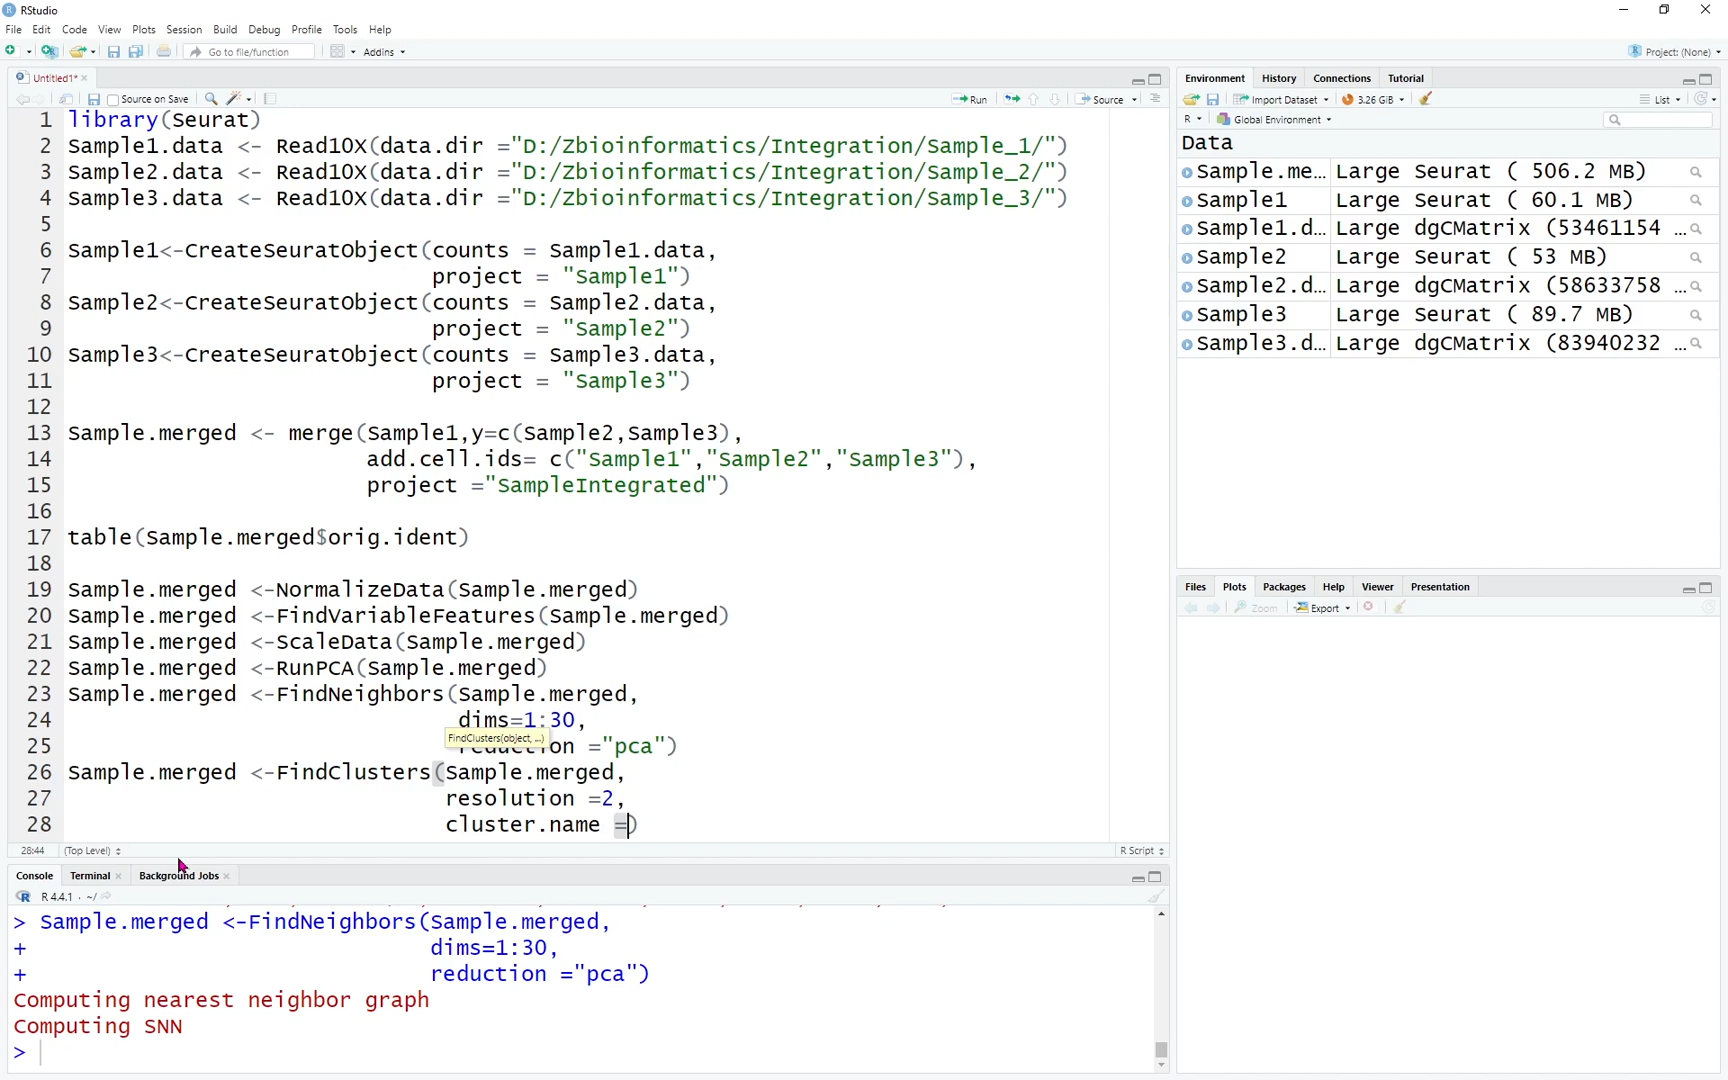 RStudio
File Edit Code View Plots Session Build Debug Profile Tools Help
Go to file/function Addins Project: (None)
Untitled1*
Source on Save Run Source
1 library(Seurat)
2 Sample1.data <- Read10X(data.dir ="D:/Zbioinformatics/Integration/Sample_1/")
3 Sample2.data <- Read10X(data.dir ="D:/Zbioinformatics/Integration/Sample_2/")
4 Sample3.data <- Read10X(data.dir ="D:/Zbioinformatics/Integration/Sample_3/")
5
6 Sample1<-CreateSeuratObject(counts = Sample1.data,
7 project = "Sample1")
8 Sample2<-CreateSeuratObject(counts = Sample2.data,
9 project = "Sample2")
10 Sample3<-CreateSeuratObject(counts = Sample3.data,
11 project = "Sample3")
12
13 Sample.merged <- merge(Sample1,y=c(Sample2,Sample3),
14 add.cell.ids= c("Sample1","Sample2","Sample3"),
15 project ="SampleIntegrated")
16
17 table(Sample.merged$orig.ident)
18
19 Sample.merged <-NormalizeData(Sample.merged)
20 Sample.merged <-FindVariableFeatures(Sample.merged)
21 Sample.merged <-ScaleData(Sample.merged)
22 Sample.merged <-RunPCA(Sample.merged)
23 Sample.merged <-FindNeighbors(Sample.merged,
24 dims=1:30,
FindClusters(object, ...)
25 reduction ="pca")
26 Sample.merged <-FindClusters(Sample.merged,
27 resolution =2,
28 cluster.name =)
28:44 (Top Level) R Script
Console Terminal Background Jobs
R 4.4.1 · ~/
> Sample.merged <-FindNeighbors(Sample.merged,
+ dims=1:30,
+ reduction ="pca")
Computing nearest neighbor graph
Computing SNN
>
Environment History Connections Tutorial
Import Dataset 3.26 GiB List
R Global Environment
Data
Sample.me... Large Seurat ( 506.2 MB)
Sample1 Large Seurat ( 60.1 MB)
Sample1.d... Large dgCMatrix (53461154 ...
Sample2 Large Seurat ( 53 MB)
Sample2.d... Large dgCMatrix (58633758 ...
Sample3 Large Seurat ( 89.7 MB)
Sample3.d... Large dgCMatrix (83940232 ...
Files Plots Packages Help Viewer Presentation
Zoom Export